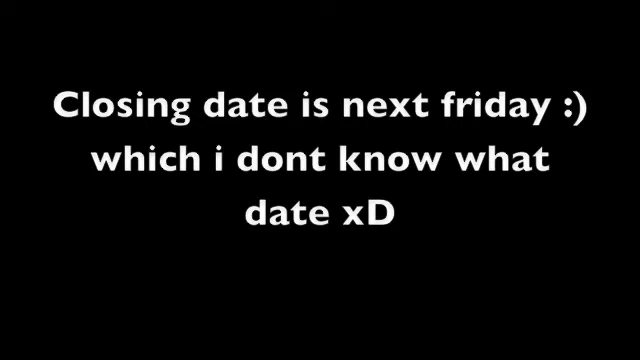 Closing date is next friday :)
which i dont know what
date xD